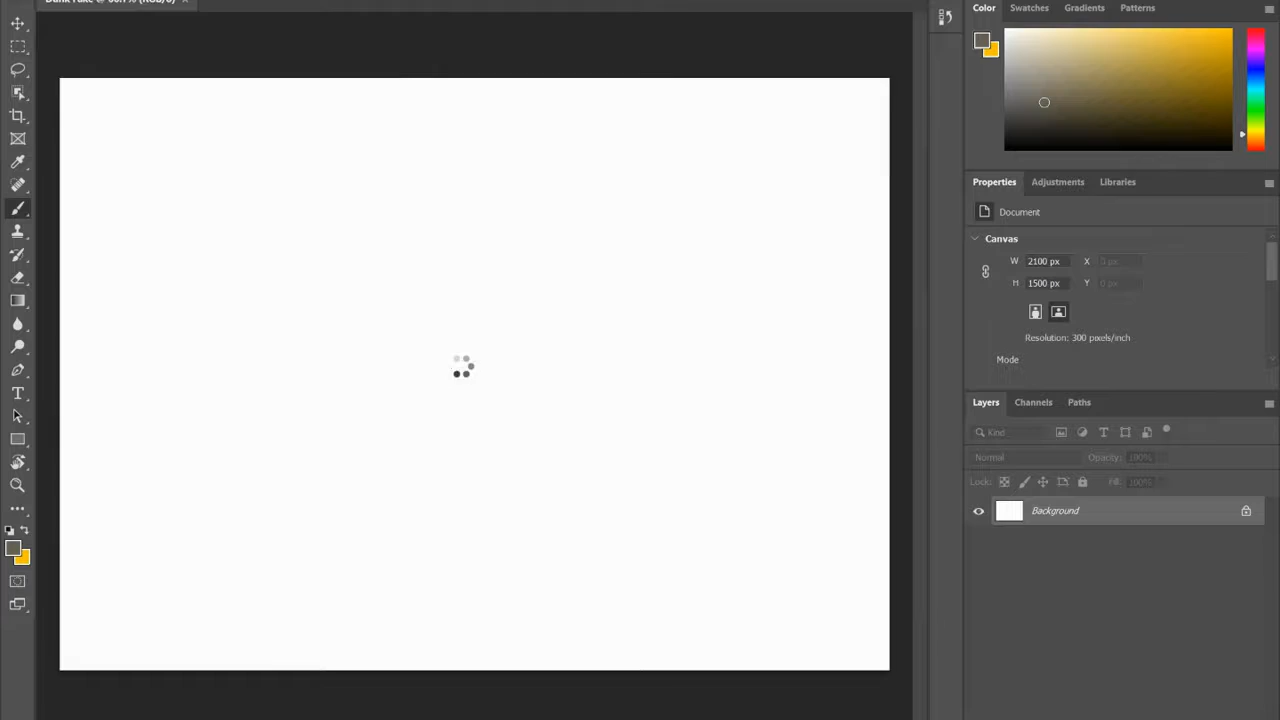 Color Swatches Gradients Patterns
Properties Adjustments Libraries
Document
Canvas
W 2100 px X 0 px
H 1500 px Y 0 px
Resolution: 300 pixels/inch
Mode
Layers Channels Paths
Kind
Normal Opacity: 100%
Lock: Fill: 100%
Background